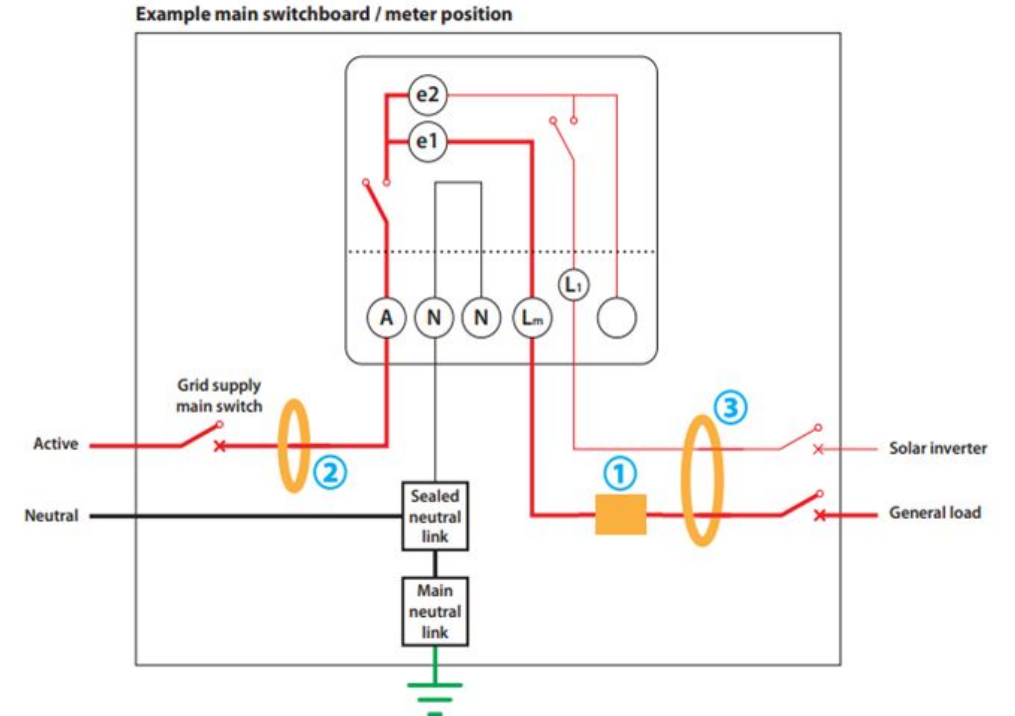 Example main switchboard / meter position
e2
e1
L₁
A
N
N
Lₘ
Grid supply
main switch
③
Active
②
①
Solar inverter
Neutral
Sealed
neutral
link
General load
Main
neutral
link